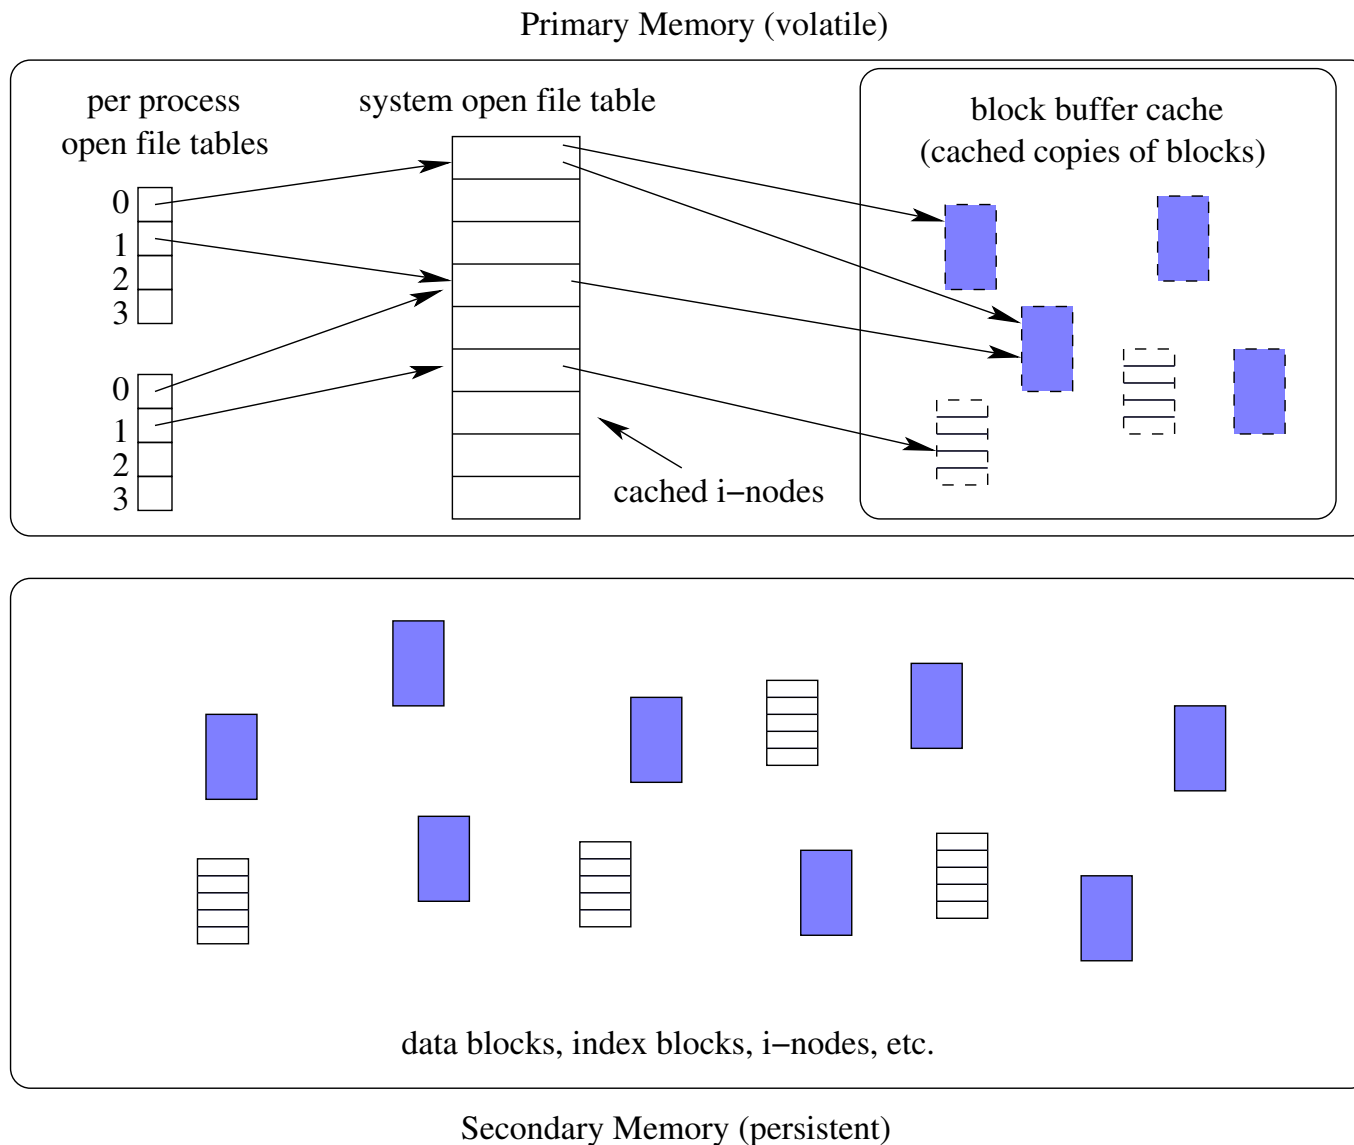 Primary Memory (volatile)
per process
open file tables
system open file table
block buffer cache
(cached copies of blocks)
0
1
2
3
0
1
2
3
cached i−nodes
data blocks, index blocks, i−nodes, etc.
Secondary Memory (persistent)